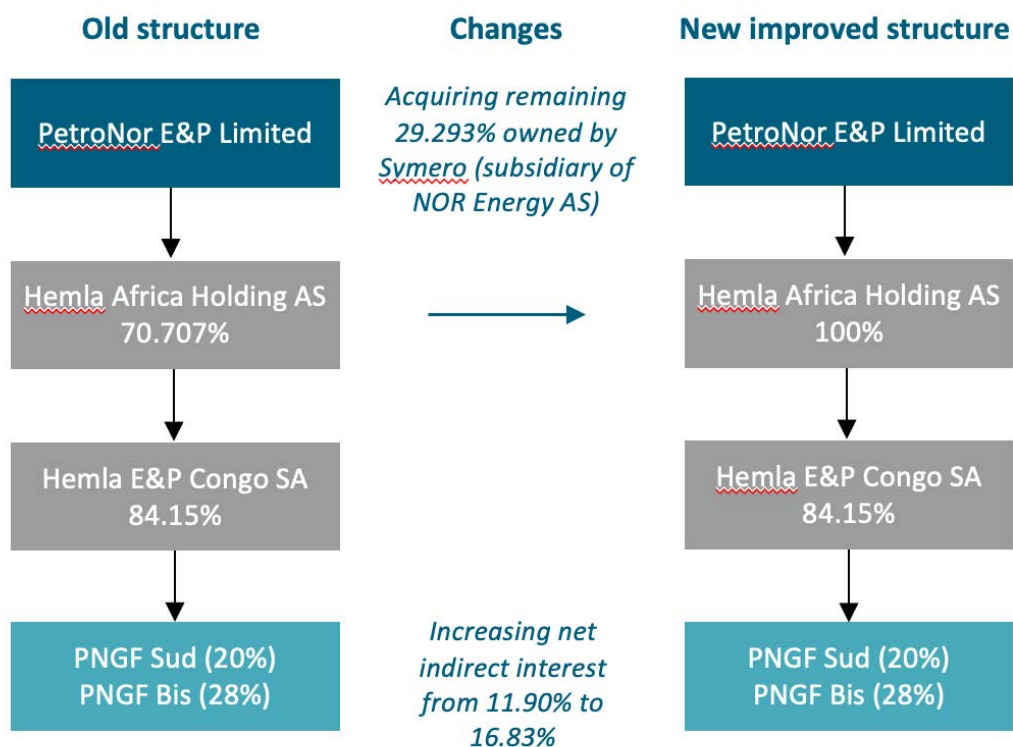 Old structure
PetroNor E&P Limited
Hemla Africa Holding AS
70.707%
Hemla E&P Congo SA
84.15%
PNGF Sud (20%)
PNGF Bis (28%)
Changes
Acquiring remaining
29.293% owned by
Symero (subsidiary of
NOR Energy AS)
Increasing net
indirect interest
from 11.90% to
16.83%
New improved structure
PetroNor E&P Limited
Hemla Africa Holding AS
100%
Hemla E&P Congo SA
84.15%
PNGF Sud (20%)
PNGF Bis (28%)